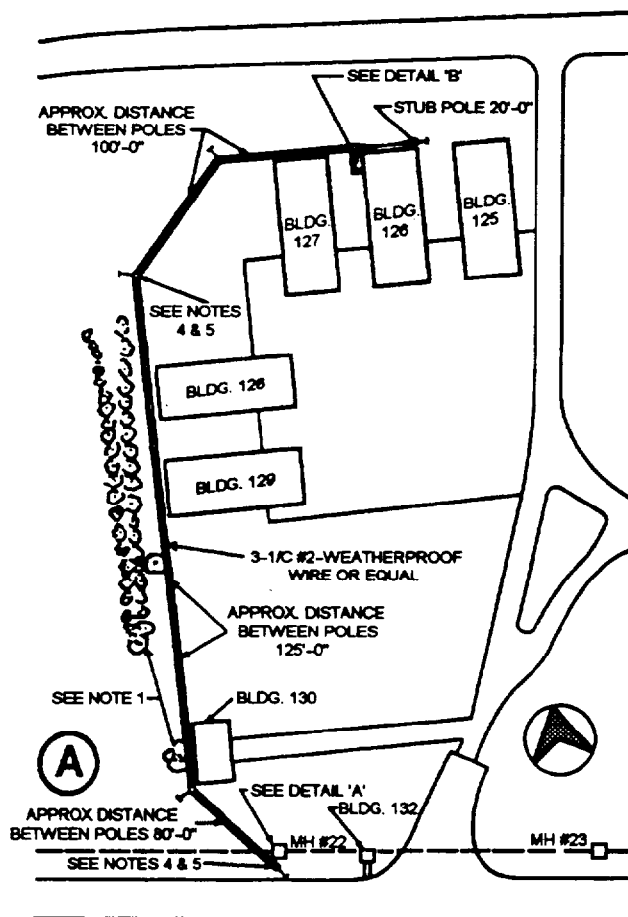 SEE DETAIL 'B'
STUB POLE 20'-0"
APPROX. DISTANCE
BETWEEN POLES
100'-0"
BLDG.
127
BLDG.
126
BLDG.
125
SEE NOTES
4 & 5
BLDG. 126
BLDG. 129
3-1/C #2-WEATHERPROOF
WIRE OR EQUAL
APPROX. DISTANCE
BETWEEN POLES
125'-0"
SEE NOTE 1
BLDG. 130
A
SEE DETAIL 'A'
BLDG. 132
APPROX DISTANCE
BETWEEN POLES 80'-0"
MH #22
MH #23
SEE NOTES 4 & 5